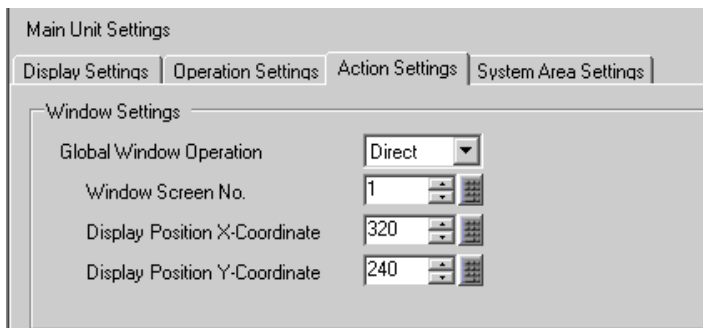 Main Unit Settings
Display Settings Operation Settings Action Settings System Area Settings
Window Settings
Global Window Operation Direct
Window Screen No. 1
Display Position X-Coordinate 320
Display Position Y-Coordinate 240